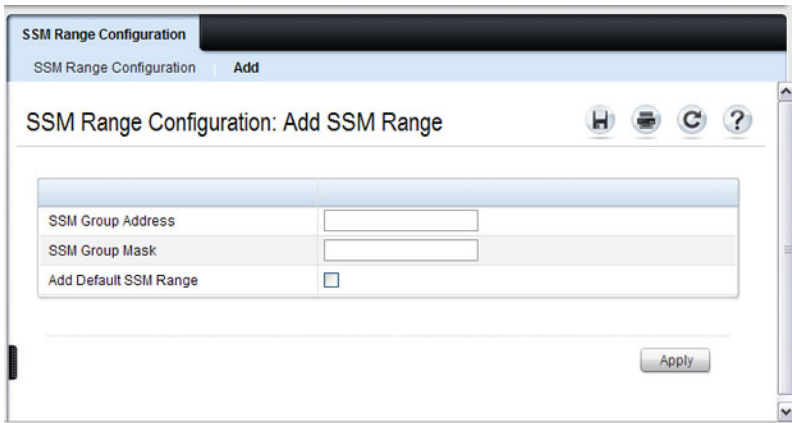 SSM Range Configuration
SSM Range Configuration Add
SSM Range Configuration: Add SSM Range
SSM Group Address
SSM Group Mask
Add Default SSM Range
Apply